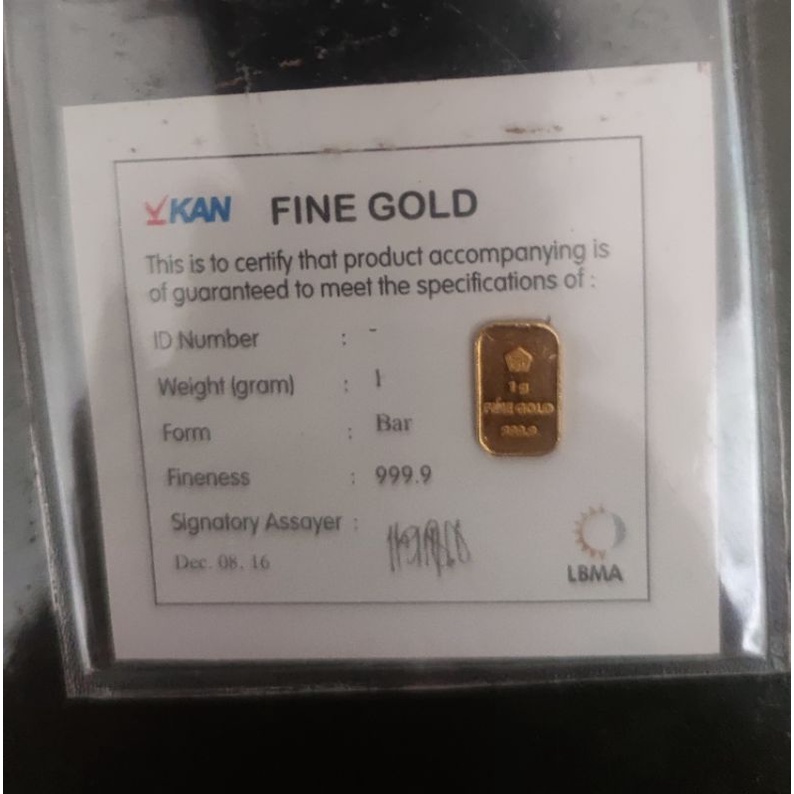 KAN FINE GOLD
This is to certify that product accompanying is
of guaranteed to meet the specifications of :
ID Number : -
Weight (gram) : 1
Form : Bar
Fineness : 999.9
Signatory Assayer :
Dec. 08, 16
LBMA
1g
FINE GOLD
999.9